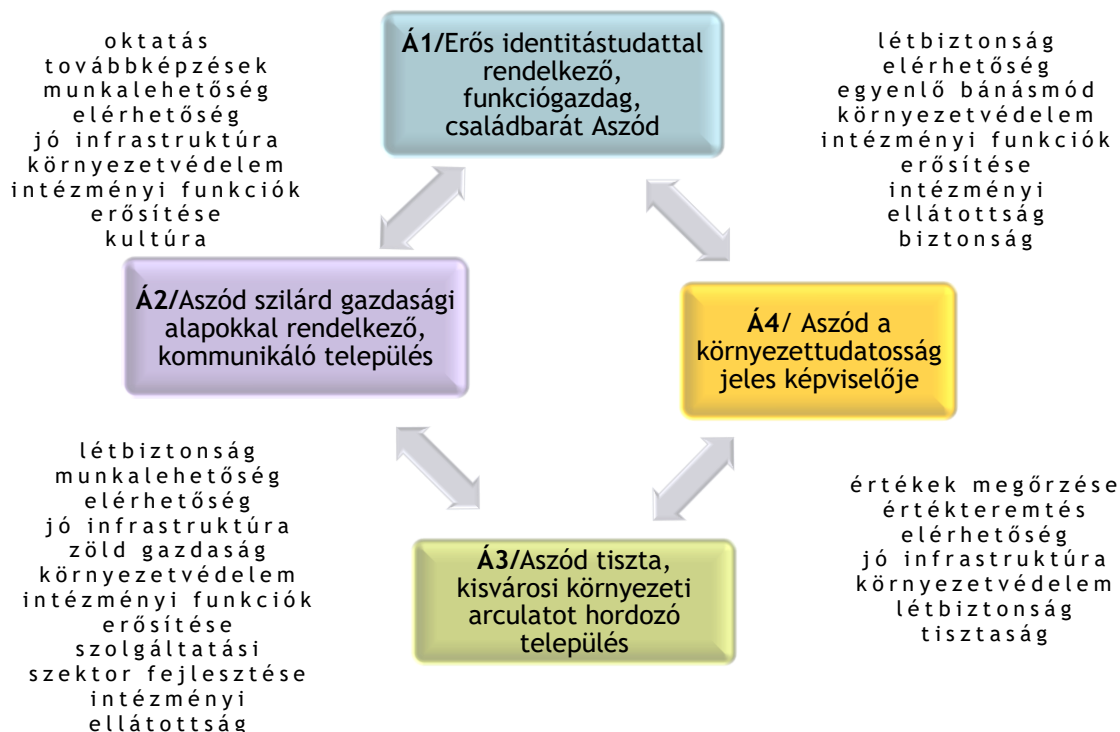 oktatás
továbbképzések
munkalehetőség
elérhetőség
jó infrastruktúra
környezetvédelem
intézményi funkciók
erősítése
kultúra
Á1/Erős identitástudattal
rendelkező,
funkciógazdag,
családbarát Aszód
létbiztonság
elérhetőség
egyenlő bánásmód
környezetvédelem
intézményi funkciók
erősítése
intézményi
ellátottság
biztonság
Á2/Aszód szilárd gazdasági
alapokkal rendelkező,
kommunikáló település
Á4/ Aszód a
környezettudatosság
jeles képviselője
létbiztonság
munkalehetőség
elérhetőség
jó infrastruktúra
zöld gazdaság
környezetvédelem
intézményi funkciók
erősítése
szolgáltatási
szektor fejlesztése
intézményi
ellátottság
Á3/Aszód tiszta,
kisvárosi környezeti
arculatot hordozó
település
értékek megőrzése
értékteremtés
elérhetőség
jó infrastruktúra
környezetvédelem
létbiztonság
tisztaság